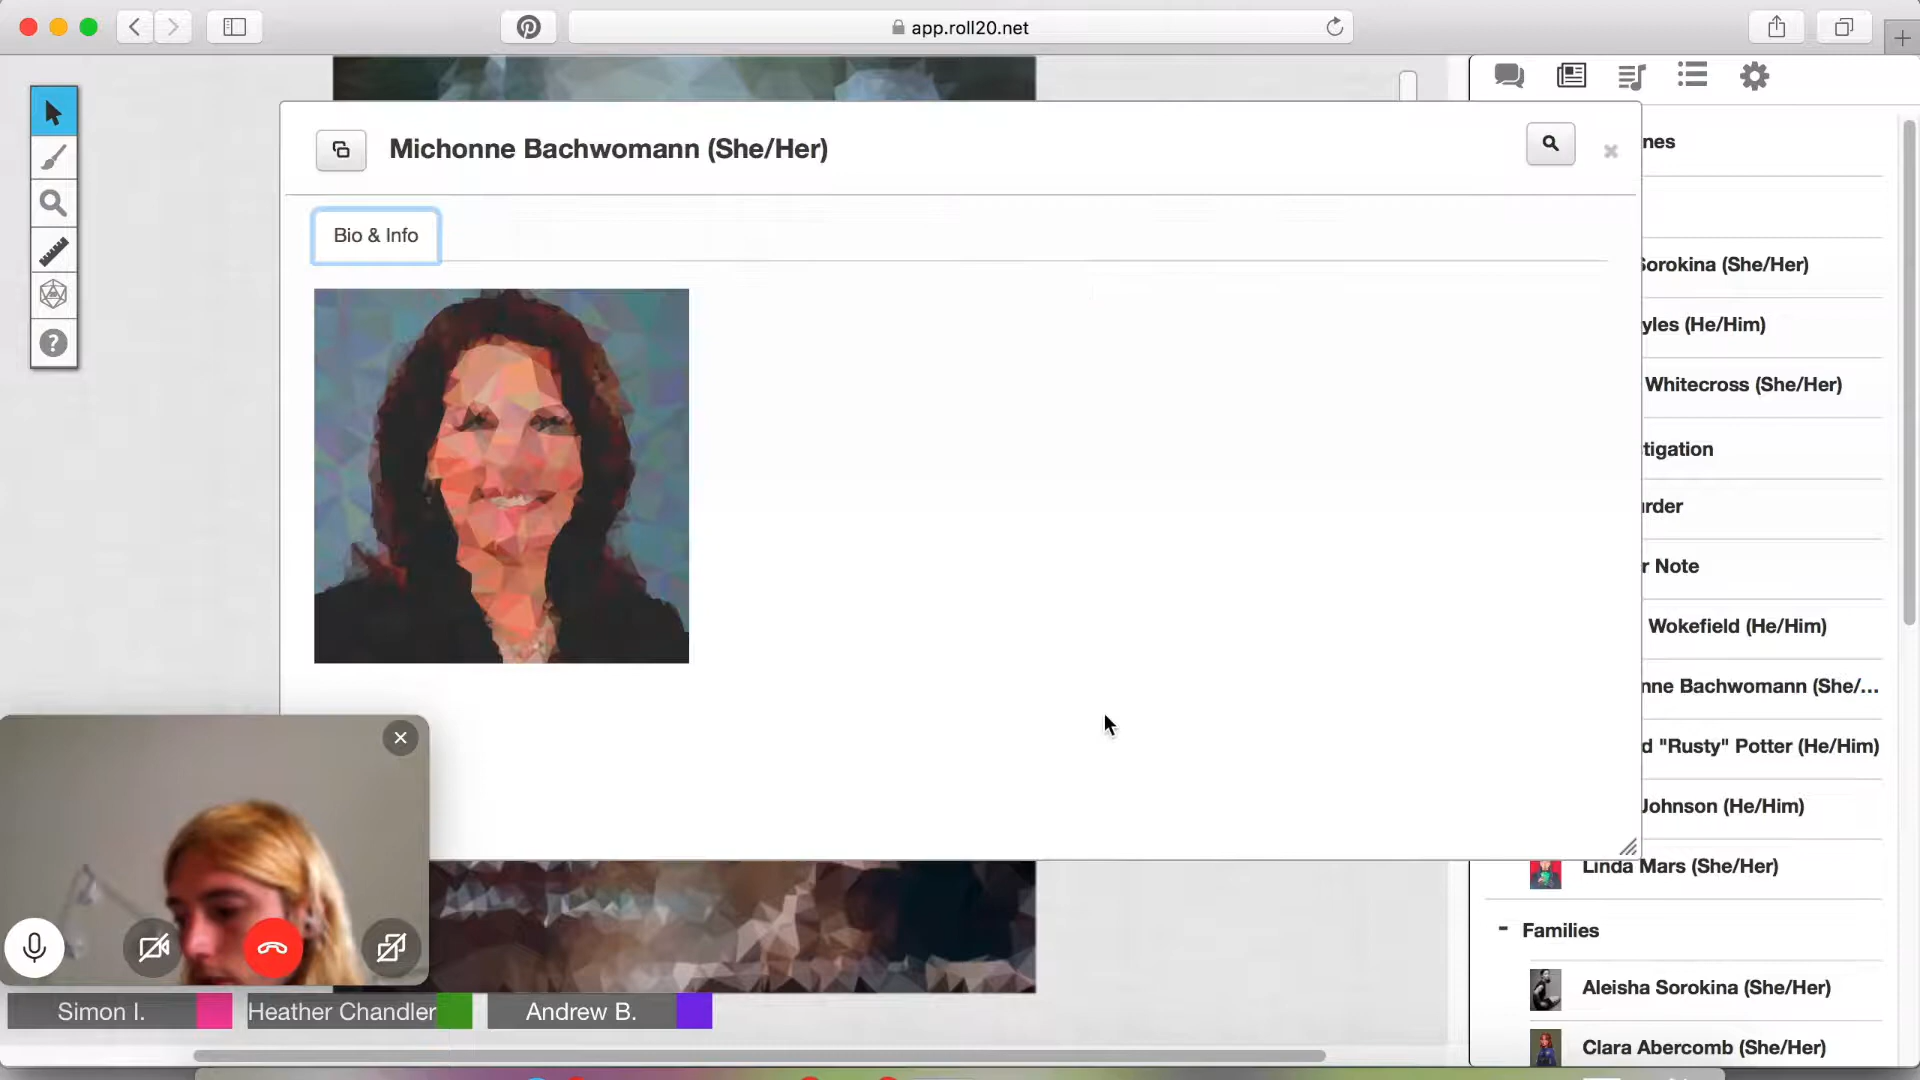 app.roll20.net
Michonne Bachwomann (She/Her)
Bio & Info
nes
Sorokina (She/Her)
yles (He/Him)
Whitecross (She/Her)
tigation
rder
r Note
Wokefield (He/Him)
nne Bachwomann (She/...
d "Rusty" Potter (He/Him)
Johnson (He/Him)
Linda Mars (She/Her)
- Families
Aleisha Sorokina (She/Her)
Clara Abercomb (She/Her)
Simon I.
Heather Chandler
Andrew B.